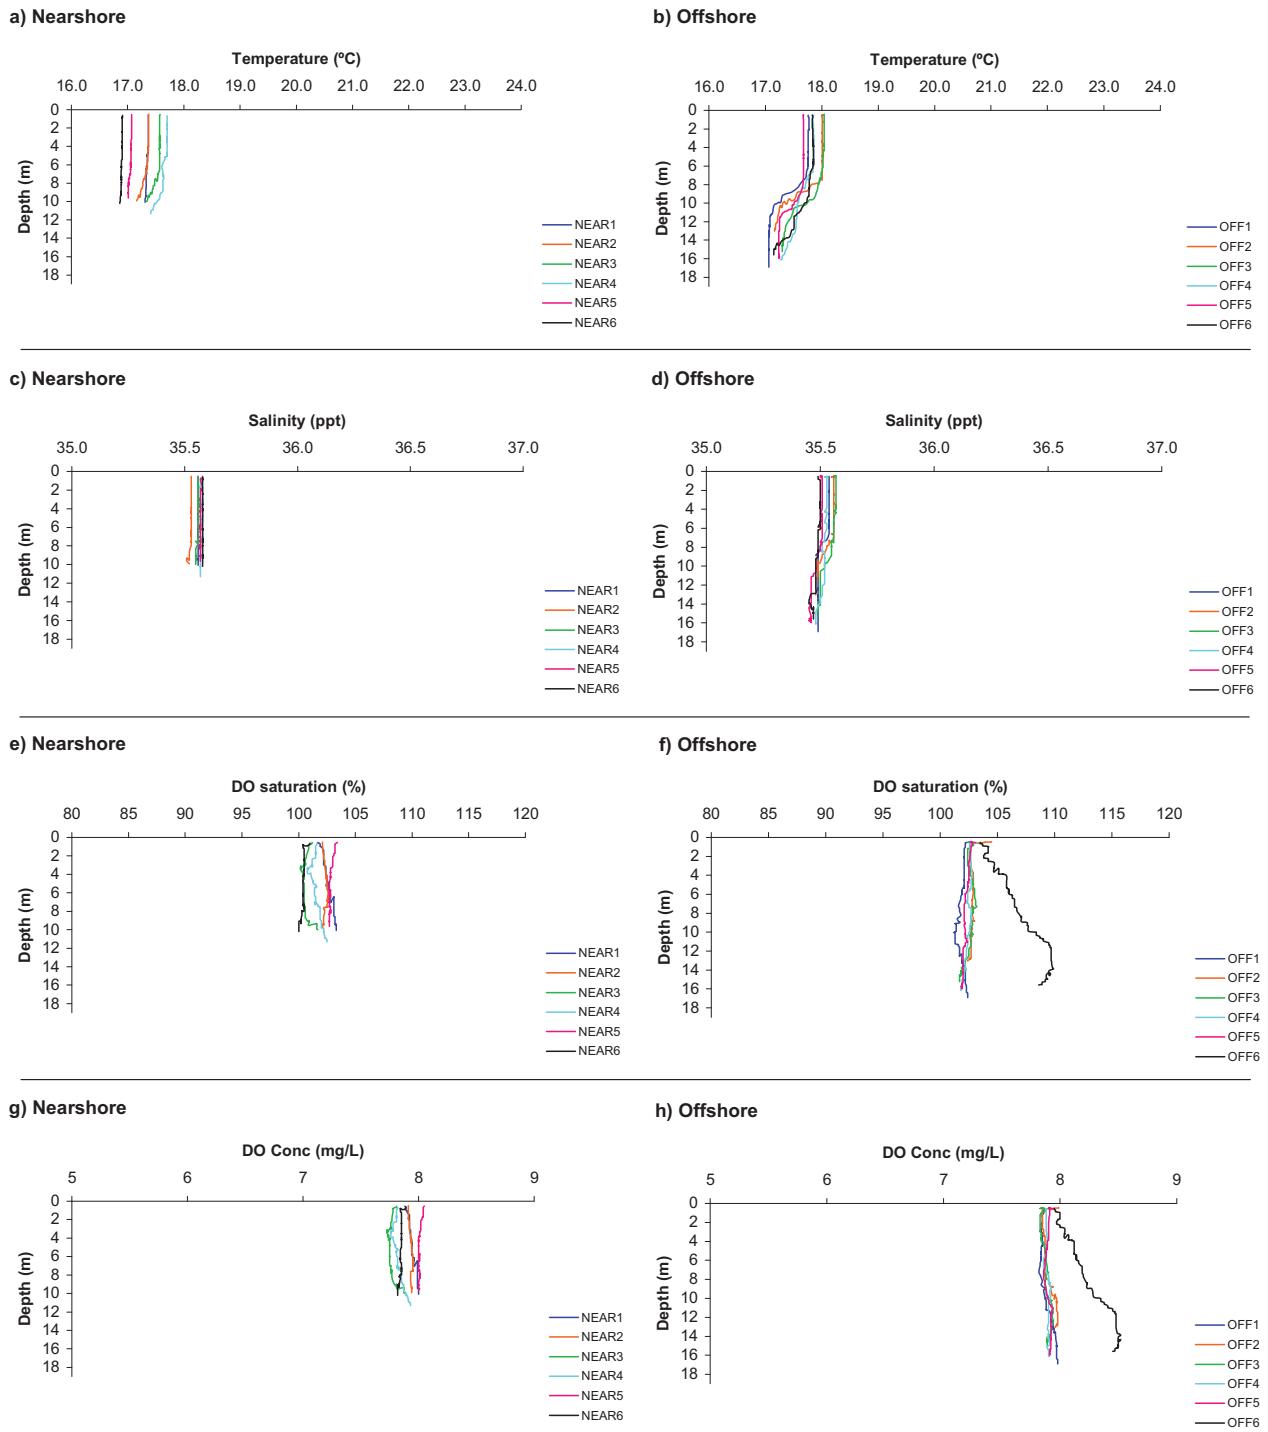 a) Nearshore
b) Offshore
Temperature (ºC)
Temperature (ºC)
16.0 17.0 18.0 19.0 20.0 21.0 22.0 23.0 24.0
16.0 17.0 18.0 19.0 20.0 21.0 22.0 23.0 24.0
Depth (m)
0
2
4
6
8
10
12
14
16
18
NEAR1
NEAR2
NEAR3
NEAR4
NEAR5
NEAR6
Depth (m)
0
2
4
6
8
10
12
14
16
18
OFF1
OFF2
OFF3
OFF4
OFF5
OFF6
c) Nearshore
d) Offshore
Salinity (ppt)
Salinity (ppt)
35.0 35.5 36.0 36.5 37.0
35.0 35.5 36.0 36.5 37.0
Depth (m)
0
2
4
6
8
10
12
14
16
18
NEAR1
NEAR2
NEAR3
NEAR4
NEAR5
NEAR6
Depth (m)
0
2
4
6
8
10
12
14
16
18
OFF1
OFF2
OFF3
OFF4
OFF5
OFF6
e) Nearshore
f) Offshore
DO saturation (%)
DO saturation (%)
80 85 90 95 100 105 110 115 120
80 85 90 95 100 105 110 115 120
Depth (m)
0
2
4
6
8
10
12
14
16
18
NEAR1
NEAR2
NEAR3
NEAR4
NEAR5
NEAR6
Depth (m)
0
2
4
6
8
10
12
14
16
18
OFF1
OFF2
OFF3
OFF4
OFF5
OFF6
g) Nearshore
h) Offshore
DO Conc (mg/L)
DO Conc (mg/L)
5 6 7 8 9
5 6 7 8 9
Depth (m)
0
2
4
6
8
10
12
14
16
18
NEAR1
NEAR2
NEAR3
NEAR4
NEAR5
NEAR6
Depth (m)
0
2
4
6
8
10
12
14
16
18
OFF1
OFF2
OFF3
OFF4
OFF5
OFF6